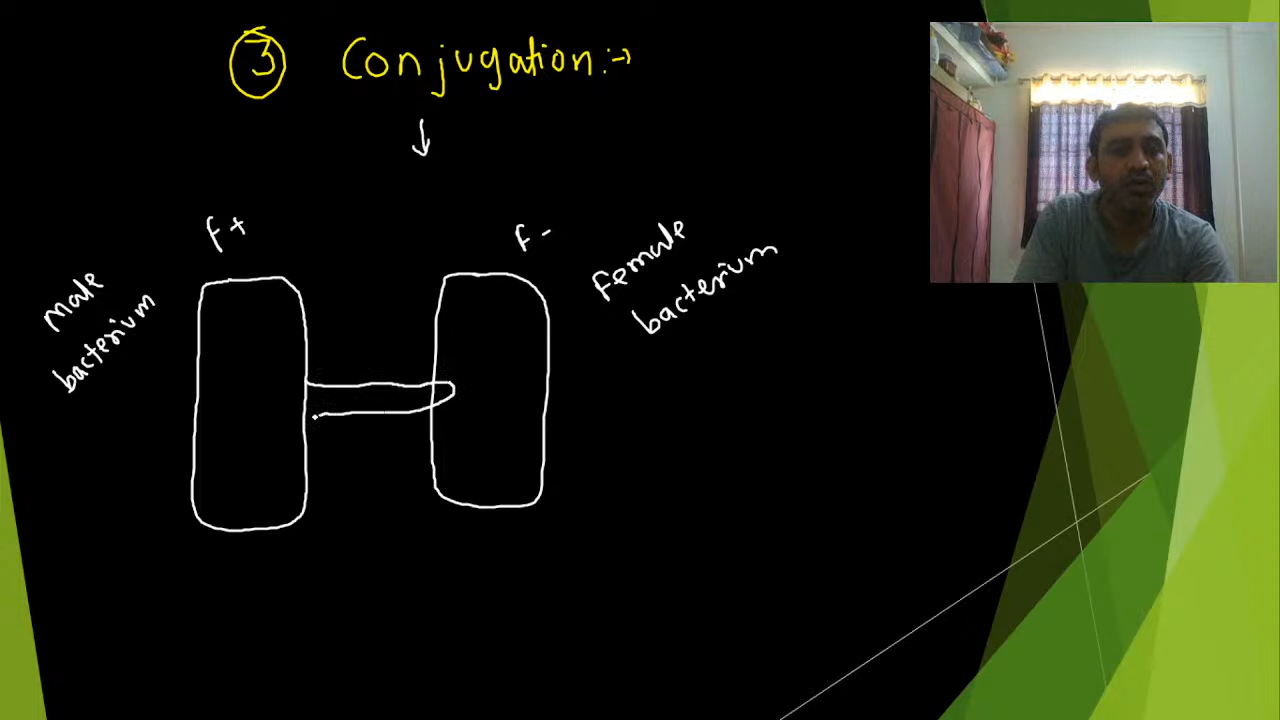 3 Conjugation:→
↓
F+
F-
Male
bacterium
Female
bacterium